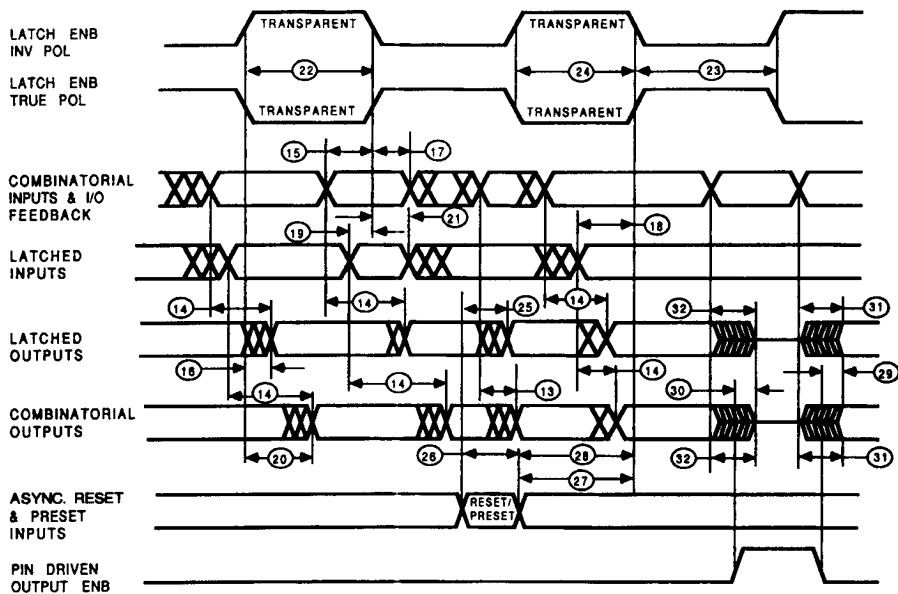 LATCH ENB
INV POL
TRANSPARENT
TRANSPARENT
22
24
23
LATCH ENB
TRUE POL
TRANSPARENT
TRANSPARENT
15
17
COMBINATORIAL
INPUTS & I/O
FEEDBACK
21
18
19
LATCHED
INPUTS
14
14
25
14
32
31
LATCHED
OUTPUTS
16
14
14
13
14
30
29
COMBINATORIAL
OUTPUTS
20
26
28
32
31
27
ASYNC. RESET
& PRESET
INPUTS
RESET/
PRESET
PIN DRIVEN
OUTPUT ENB